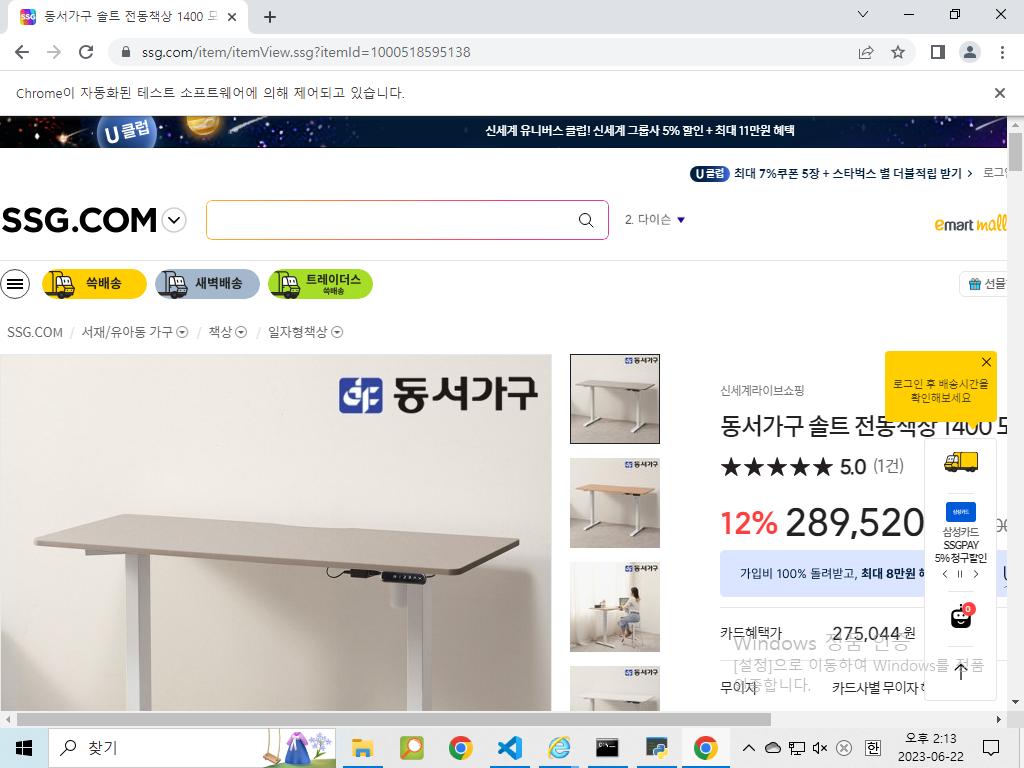 동서가구 솔트 전동책상 1400 모
ssg.com/item/itemView.ssg?itemId=1000518595138
Chrome이 자동화된 테스트 소프트웨어에 의해 제어되고 있습니다.
U클럽
신세계 유니버스 클럽! 신세계 그룹사 5% 할인 + 최대 11만원 혜택
U클럽 최대 7%쿠폰 5장 + 스타벅스 별 더블적립 받기 > 로그인
SSG.COM
2. 다이슨
emart mall
쓱배송
새벽배송
트레이더스
쓱배송
선물
SSG.COM / 서재/유아동 가구 / 책상 / 일자형책상
동서가구
동서가구
동서가구
동서가구
동서가구
로그인 후 배송시간을
확인해보세요
신세계라이브쇼핑
동서가구 솔트 전동책상 1400 모
5.0 (1건)
12% 289,520
삼성카드
삼성카드
SSGPAY
5% 청구할인
가입비 100% 돌려받고, 최대 8만원 혜
0
카드혜택가 275,044 원
Windows 정품 인증
[설정]으로 이동하여 Windows를 정품
인증합니다.
무이자 카드사별 무이자
찾기
한
오후 2:13
2023-06-22